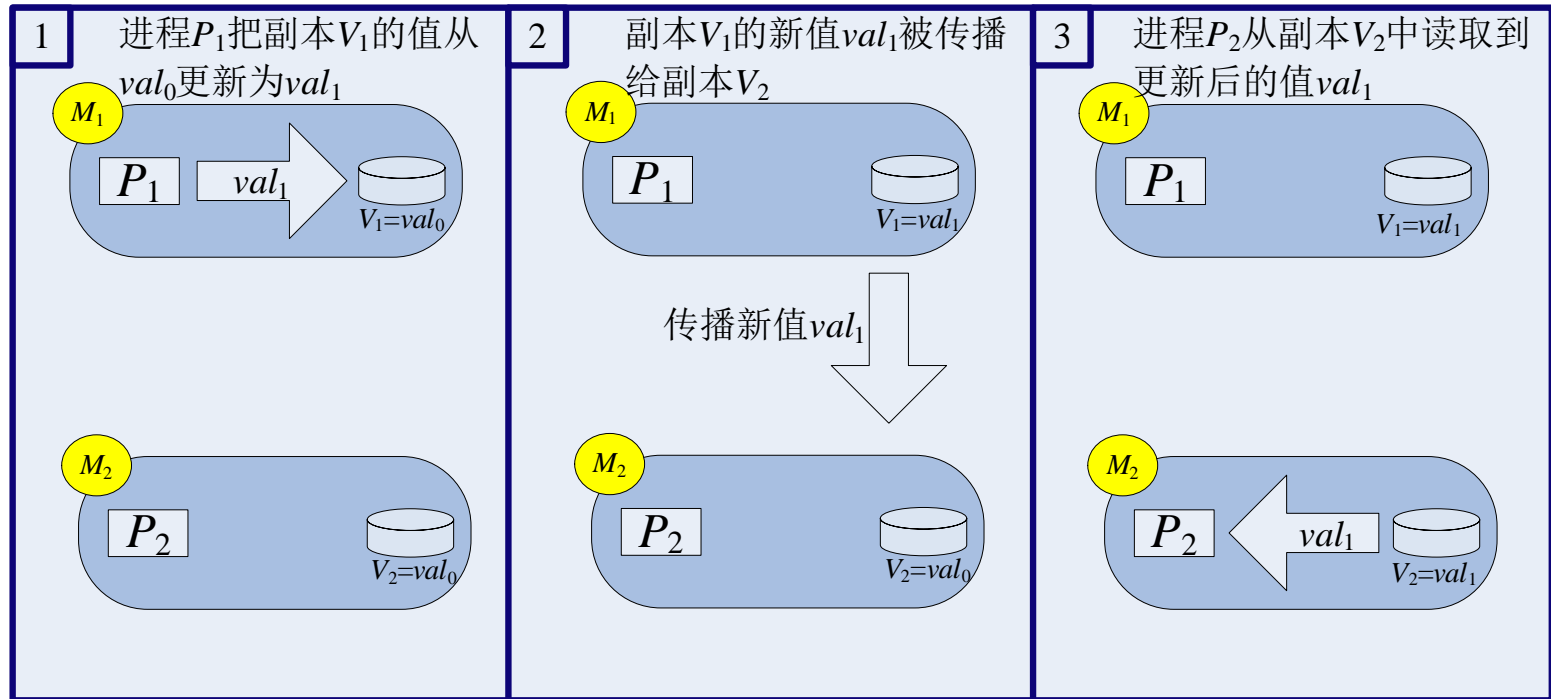 1
进程P₁把副本V₁的值从
val₀更新为val₁
M₁
P₁
val₁
V₁=val₀
M₂
P₂
V₂=val₀
2
副本V₁的新值val₁被传播
给副本V₂
M₁
P₁
V₁=val₁
传播新值val₁
M₂
P₂
V₂=val₀
3
进程P₂从副本V₂中读取到
更新后的值val₁
M₁
P₁
V₁=val₁
M₂
P₂
val₁
V₂=val₁